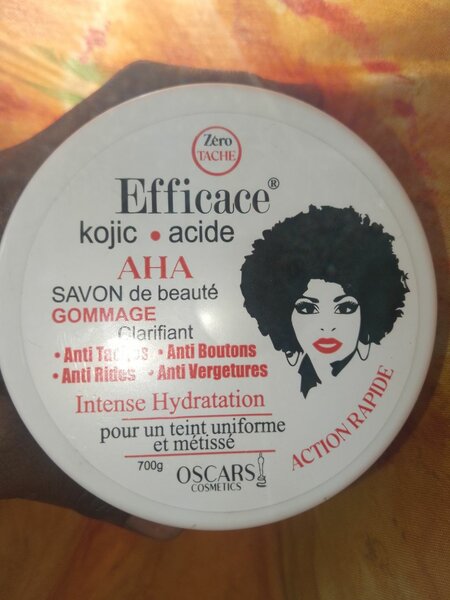 Zéro
TACHE
Efficace®
kojic • acide
AHA
SAVON de beauté
GOMMAGE
Clarifiant
• Anti Taches • Anti Boutons
• Anti Rides • Anti Vergetures
Intense Hydratation
pour un teint uniforme
et métissé
700g
OSCARS
COSMETICS
ACTION RAPIDE